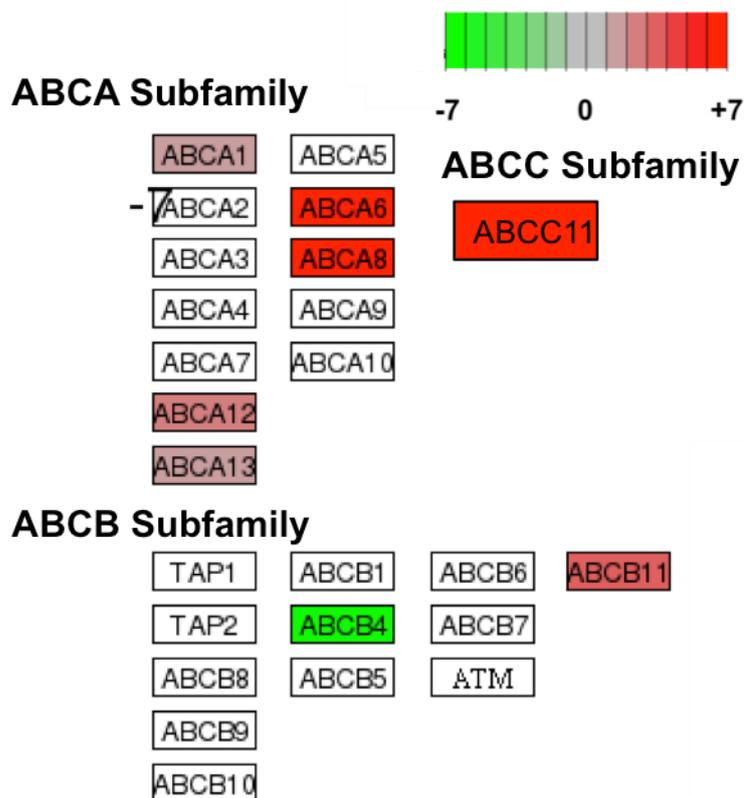 -7 0 +7
ABCA Subfamily
ABCC Subfamily
ABCA1 ABCA5
-7 ABCA2 ABCA6
ABCC11
ABCA3 ABCA8
ABCA4 ABCA9
ABCA7 ABCA10
ABCA12
ABCA13
ABCB Subfamily
TAP1 ABCB1 ABCB6 ABCB11
TAP2 ABCB4 ABCB7
ABCB8 ABCB5 ATM
ABCB9
ABCB10